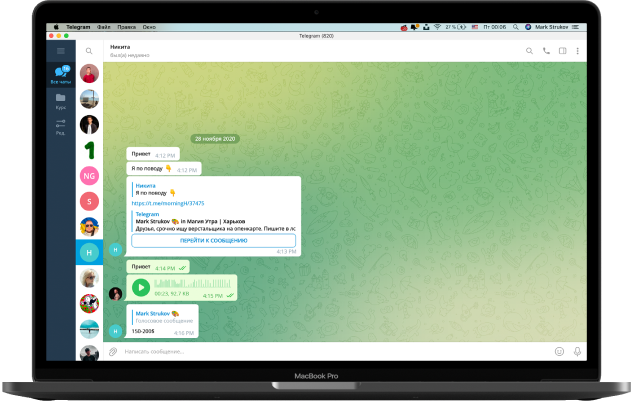 Telegram Файл Правка Окно
27% Пт 00:06 Mark Strukov
Telegram (820)
Никита
был(а) недавно
Все чаты
Курс
Ред.
1
NG
S
H
28 ноября 2020
Привет 4:12 PM
Я по поводу 👇 4:12 PM
Никита
Я по поводу 👇
https://t.me/morningH/37475
Telegram
Mark Strukov 🎨 in Магия Утра | Харьков
Друзья, срочно ищу верстальщика на опенкарте. Пишите в лс
ПЕРЕЙТИ К СООБЩЕНИЮ
4:13 PM
H
Привет 4:14 PM
00:23, 92.7 KB 4:15 PM
Mark Strukov 🎨
Голосовое сообщение
150-200$ 4:16 PM
H
Написать сообщение...
MacBook Pro